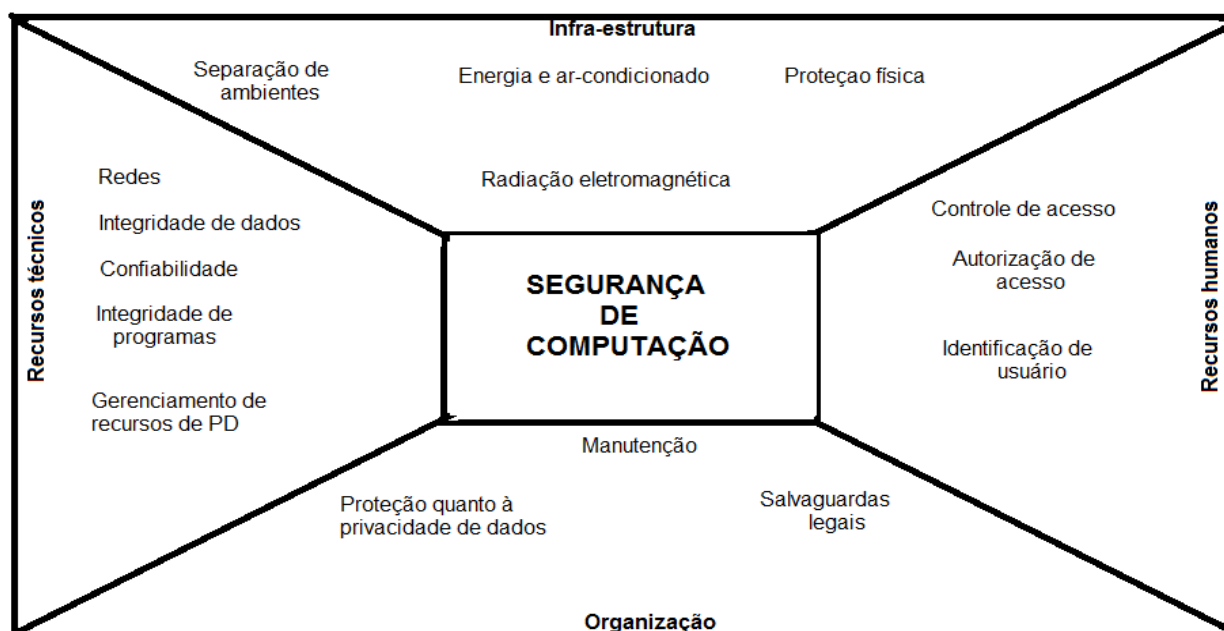 Infra-estrutura
Separação de
ambientes
Energia e ar-condicionado
Proteçao física
Radiação eletromagnética
Recursos técnicos
Redes
Integridade de dados
Confiabilidade
Integridade de
programas
Gerenciamento de
recursos de PD
SEGURANÇA
DE
COMPUTAÇÃO
Controle de acesso
Autorização de
acesso
Identificação de
usuário
Recursos humanos
Manutenção
Proteção quanto à
privacidade de dados
Salvaguardas
legais
Organização